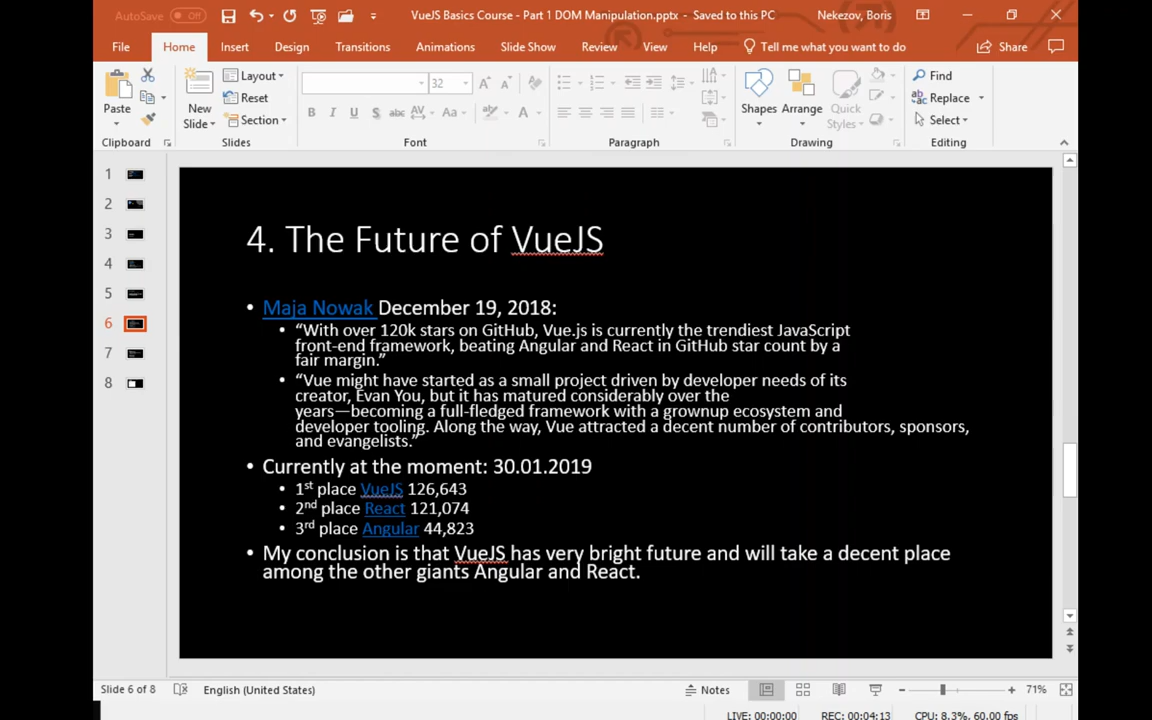 AutoSave Off VueJS Basics Course - Part 1 DOM Manipulation.pptx - Saved to this PC Nekezov, Boris
File Home Insert Design Transitions Animations Slide Show Review View Help Tell me what you want to do Share
Paste
Clipboard
New Slide
Layout
Reset
Section
Slides
32
B I U S abc AV Aa A
Font
Paragraph
Shapes
Arrange
Quick Styles
Drawing
Find
Replace
Select
Editing
1
2
3
4
5
6
7
8
4. The Future of VueJS
• Maja Nowak December 19, 2018:
• “With over 120k stars on GitHub, Vue.js is currently the trendiest JavaScript
front-end framework, beating Angular and React in GitHub star count by a
fair margin.”
• “Vue might have started as a small project driven by developer needs of its
creator, Evan You, but it has matured considerably over the
years—becoming a full-fledged framework with a grownup ecosystem and
developer tooling. Along the way, Vue attracted a decent number of contributors, sponsors,
and evangelists.”
• Currently at the moment: 30.01.2019
• 1st place VueJS 126,643
• 2nd place React 121,074
• 3rd place Angular 44,823
• My conclusion is that VueJS has very bright future and will take a decent place
among the other giants Angular and React.
Slide 6 of 8 English (United States) Notes 71%
LIVE: 00:00:00 REC: 00:04:13 CPU: 8.3%, 60.00 fps